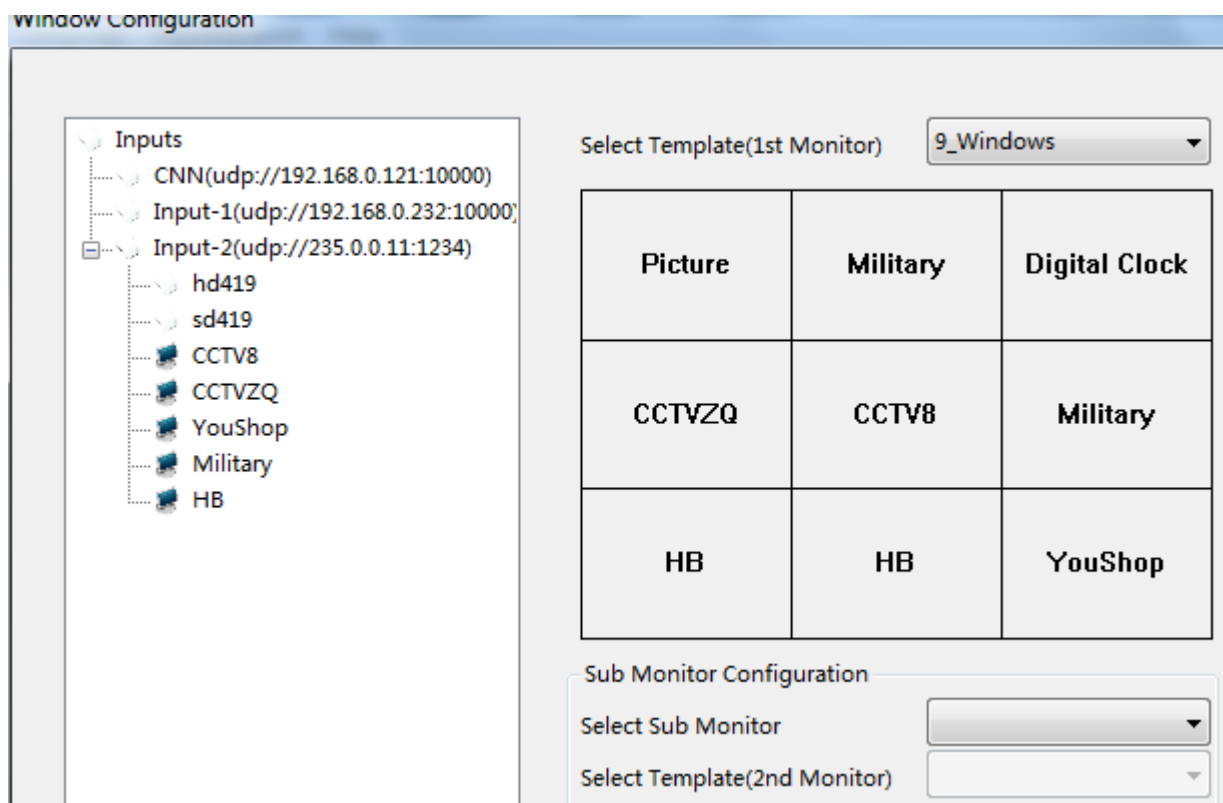 Window Configuration
Inputs
CNN(udp://192.168.0.121:10000)
Input-1(udp://192.168.0.232:10000)
Input-2(udp://235.0.0.11:1234)
hd419
sd419
CCTV8
CCTVZQ
YouShop
Military
HB
Select Template(1st Monitor)
9_Windows
Picture
Military
Digital Clock
CCTVZQ
CCTV8
Military
HB
HB
YouShop
Sub Monitor Configuration
Select Sub Monitor
Select Template(2nd Monitor)